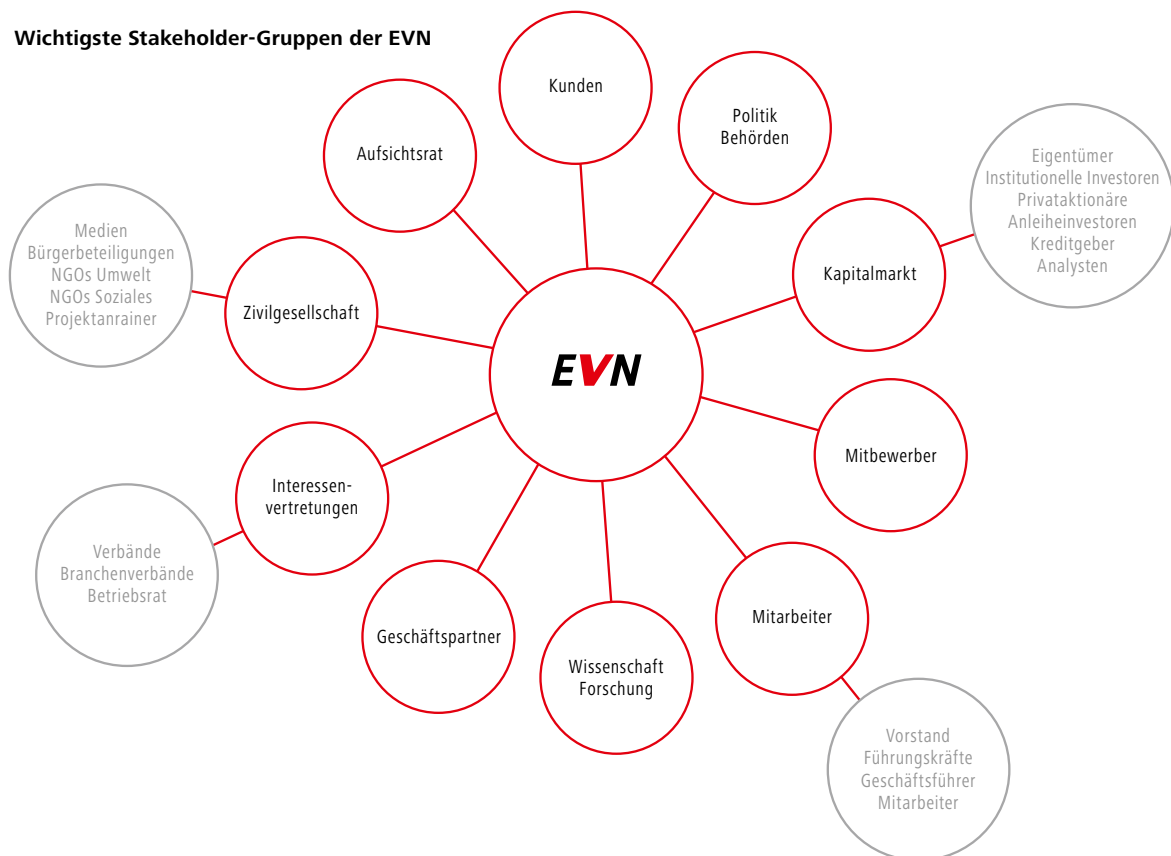 Wichtigste Stakeholder-Gruppen der EVN
Kunden
Politik
Behörden
Aufsichtsrat
Eigentümer
Institutionelle Investoren
Privataktionäre
Anleiheinvestoren
Kreditgeber
Analysten
Kapitalmarkt
Medien
Bürgerbeteiligungen
NGOs Umwelt
NGOs Soziales
Projektanrainer
Zivilgesellschaft
EVN
Mitbewerber
Interessen-
vertretungen
Verbände
Branchenverbände
Betriebsrat
Geschäftspartner
Wissenschaft
Forschung
Mitarbeiter
Vorstand
Führungskräfte
Geschäftsführer
Mitarbeiter